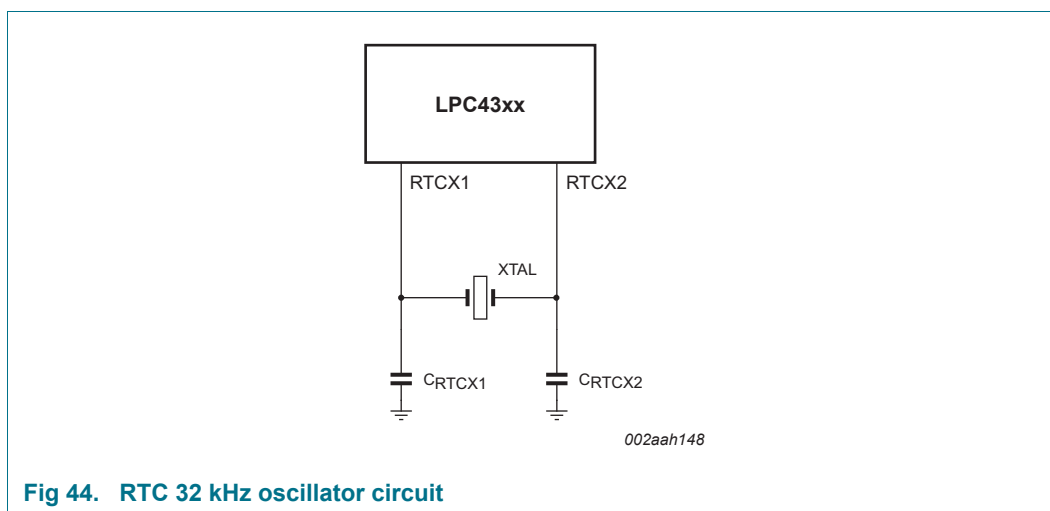 LPC43xx
RTCX1
RTCX2
XTAL
CRTCX1
CRTCX2
002aah148
Fig 44. RTC 32 kHz oscillator circuit